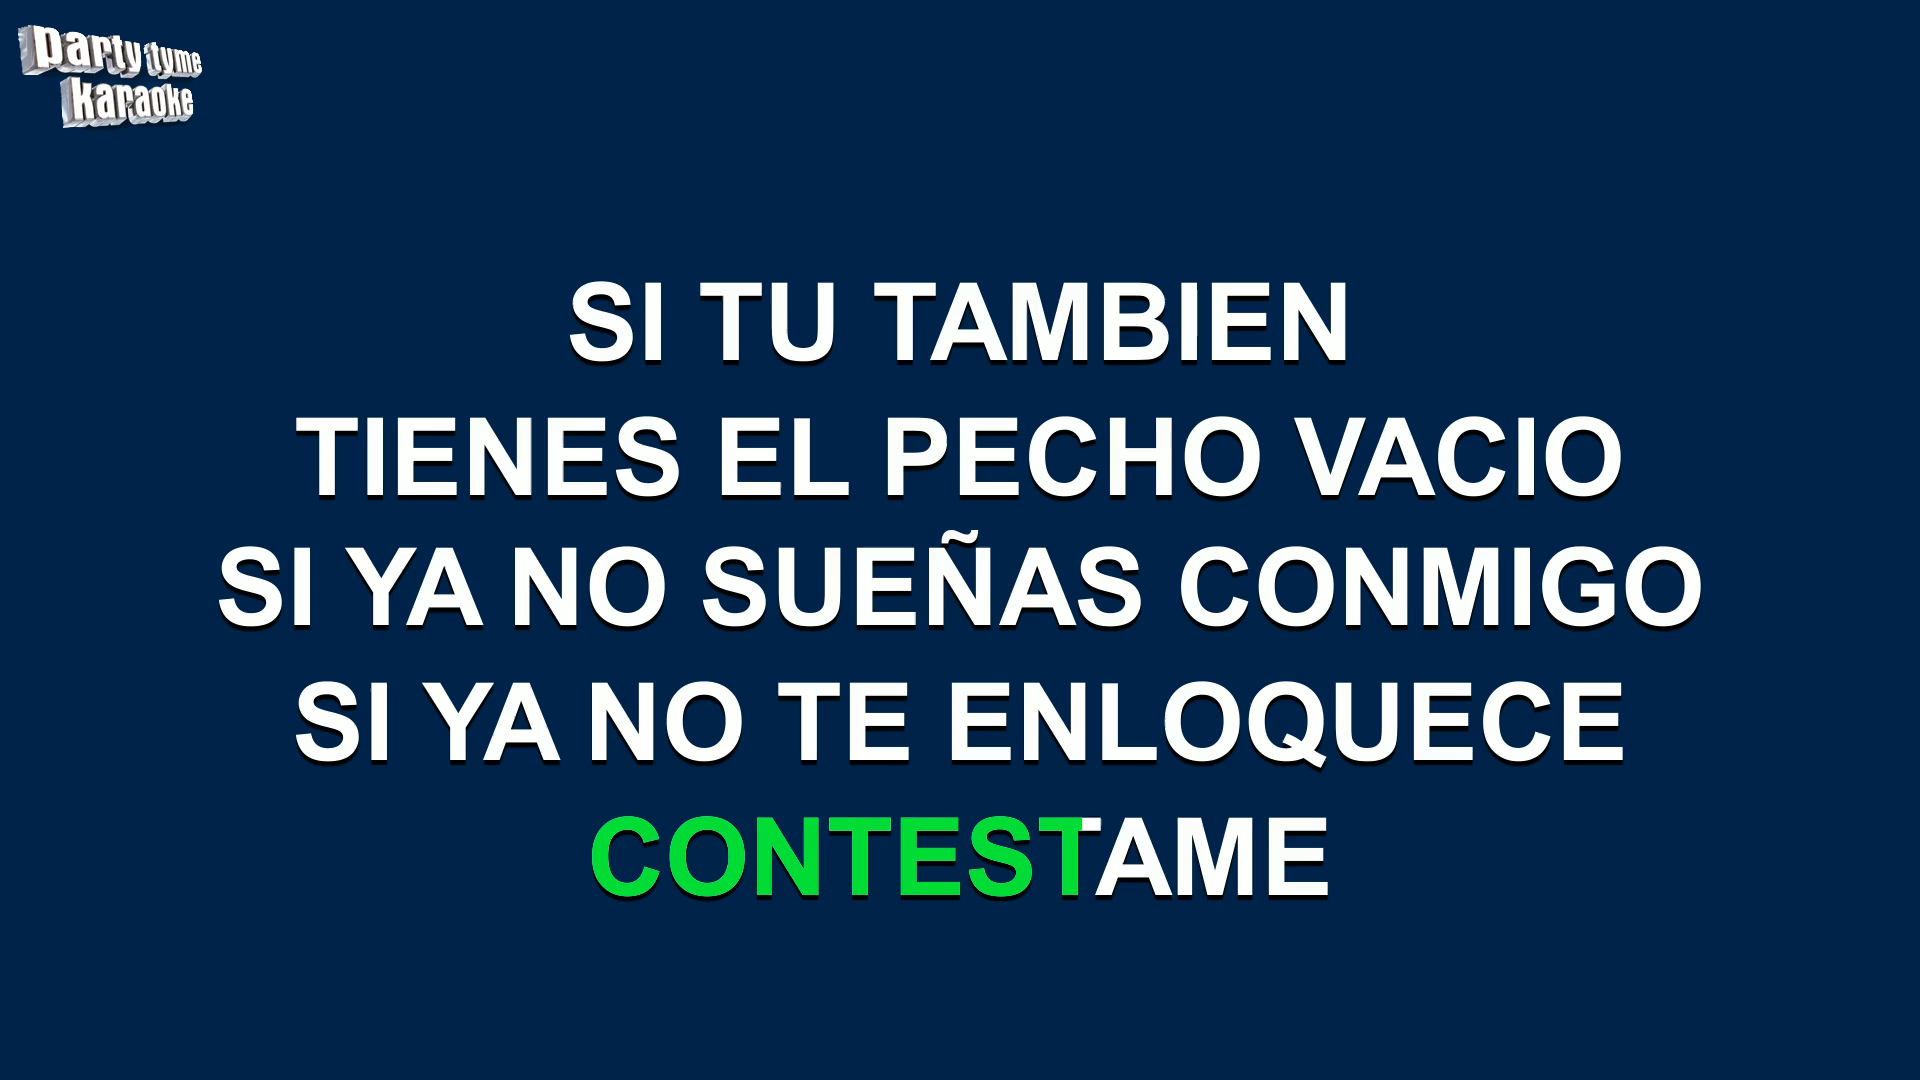 party tyme
karaoke
SI TU TAMBIEN
TIENES EL PECHO VACIO
SI YA NO SUEÑAS CONMIGO
SI YA NO TE ENLOQUECE
CONTESTAME